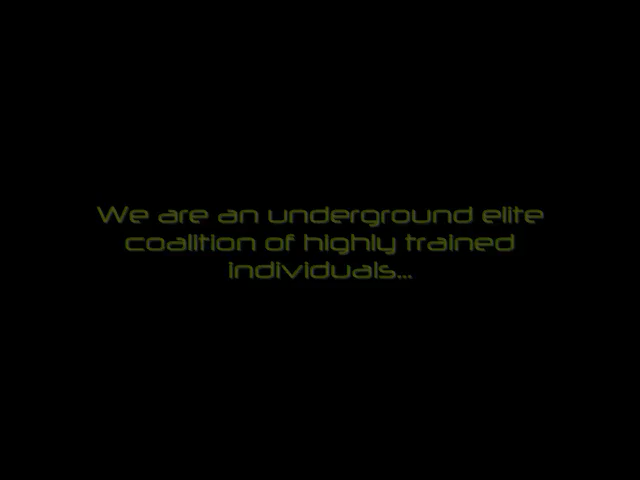 We are an underground elite
coalition of highly trained
individuals...